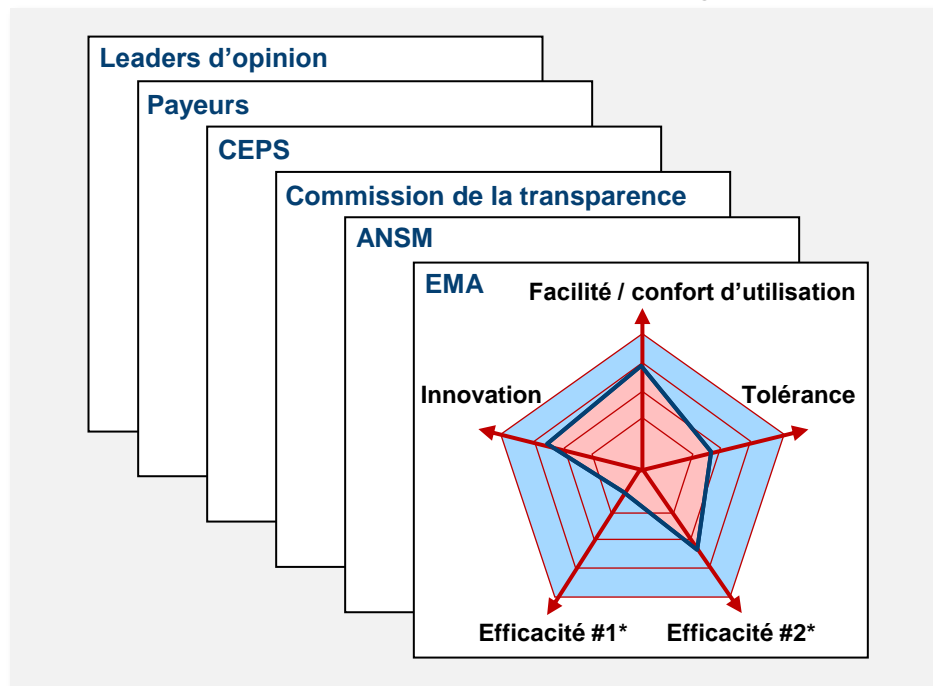 Leaders d’opinion
Payeurs
CEPS
Commission de la transparence
ANSM
EMA
Facilité / confort d’utilisation
Innovation
Tolérance
Efficacité #1*
Efficacité #2*